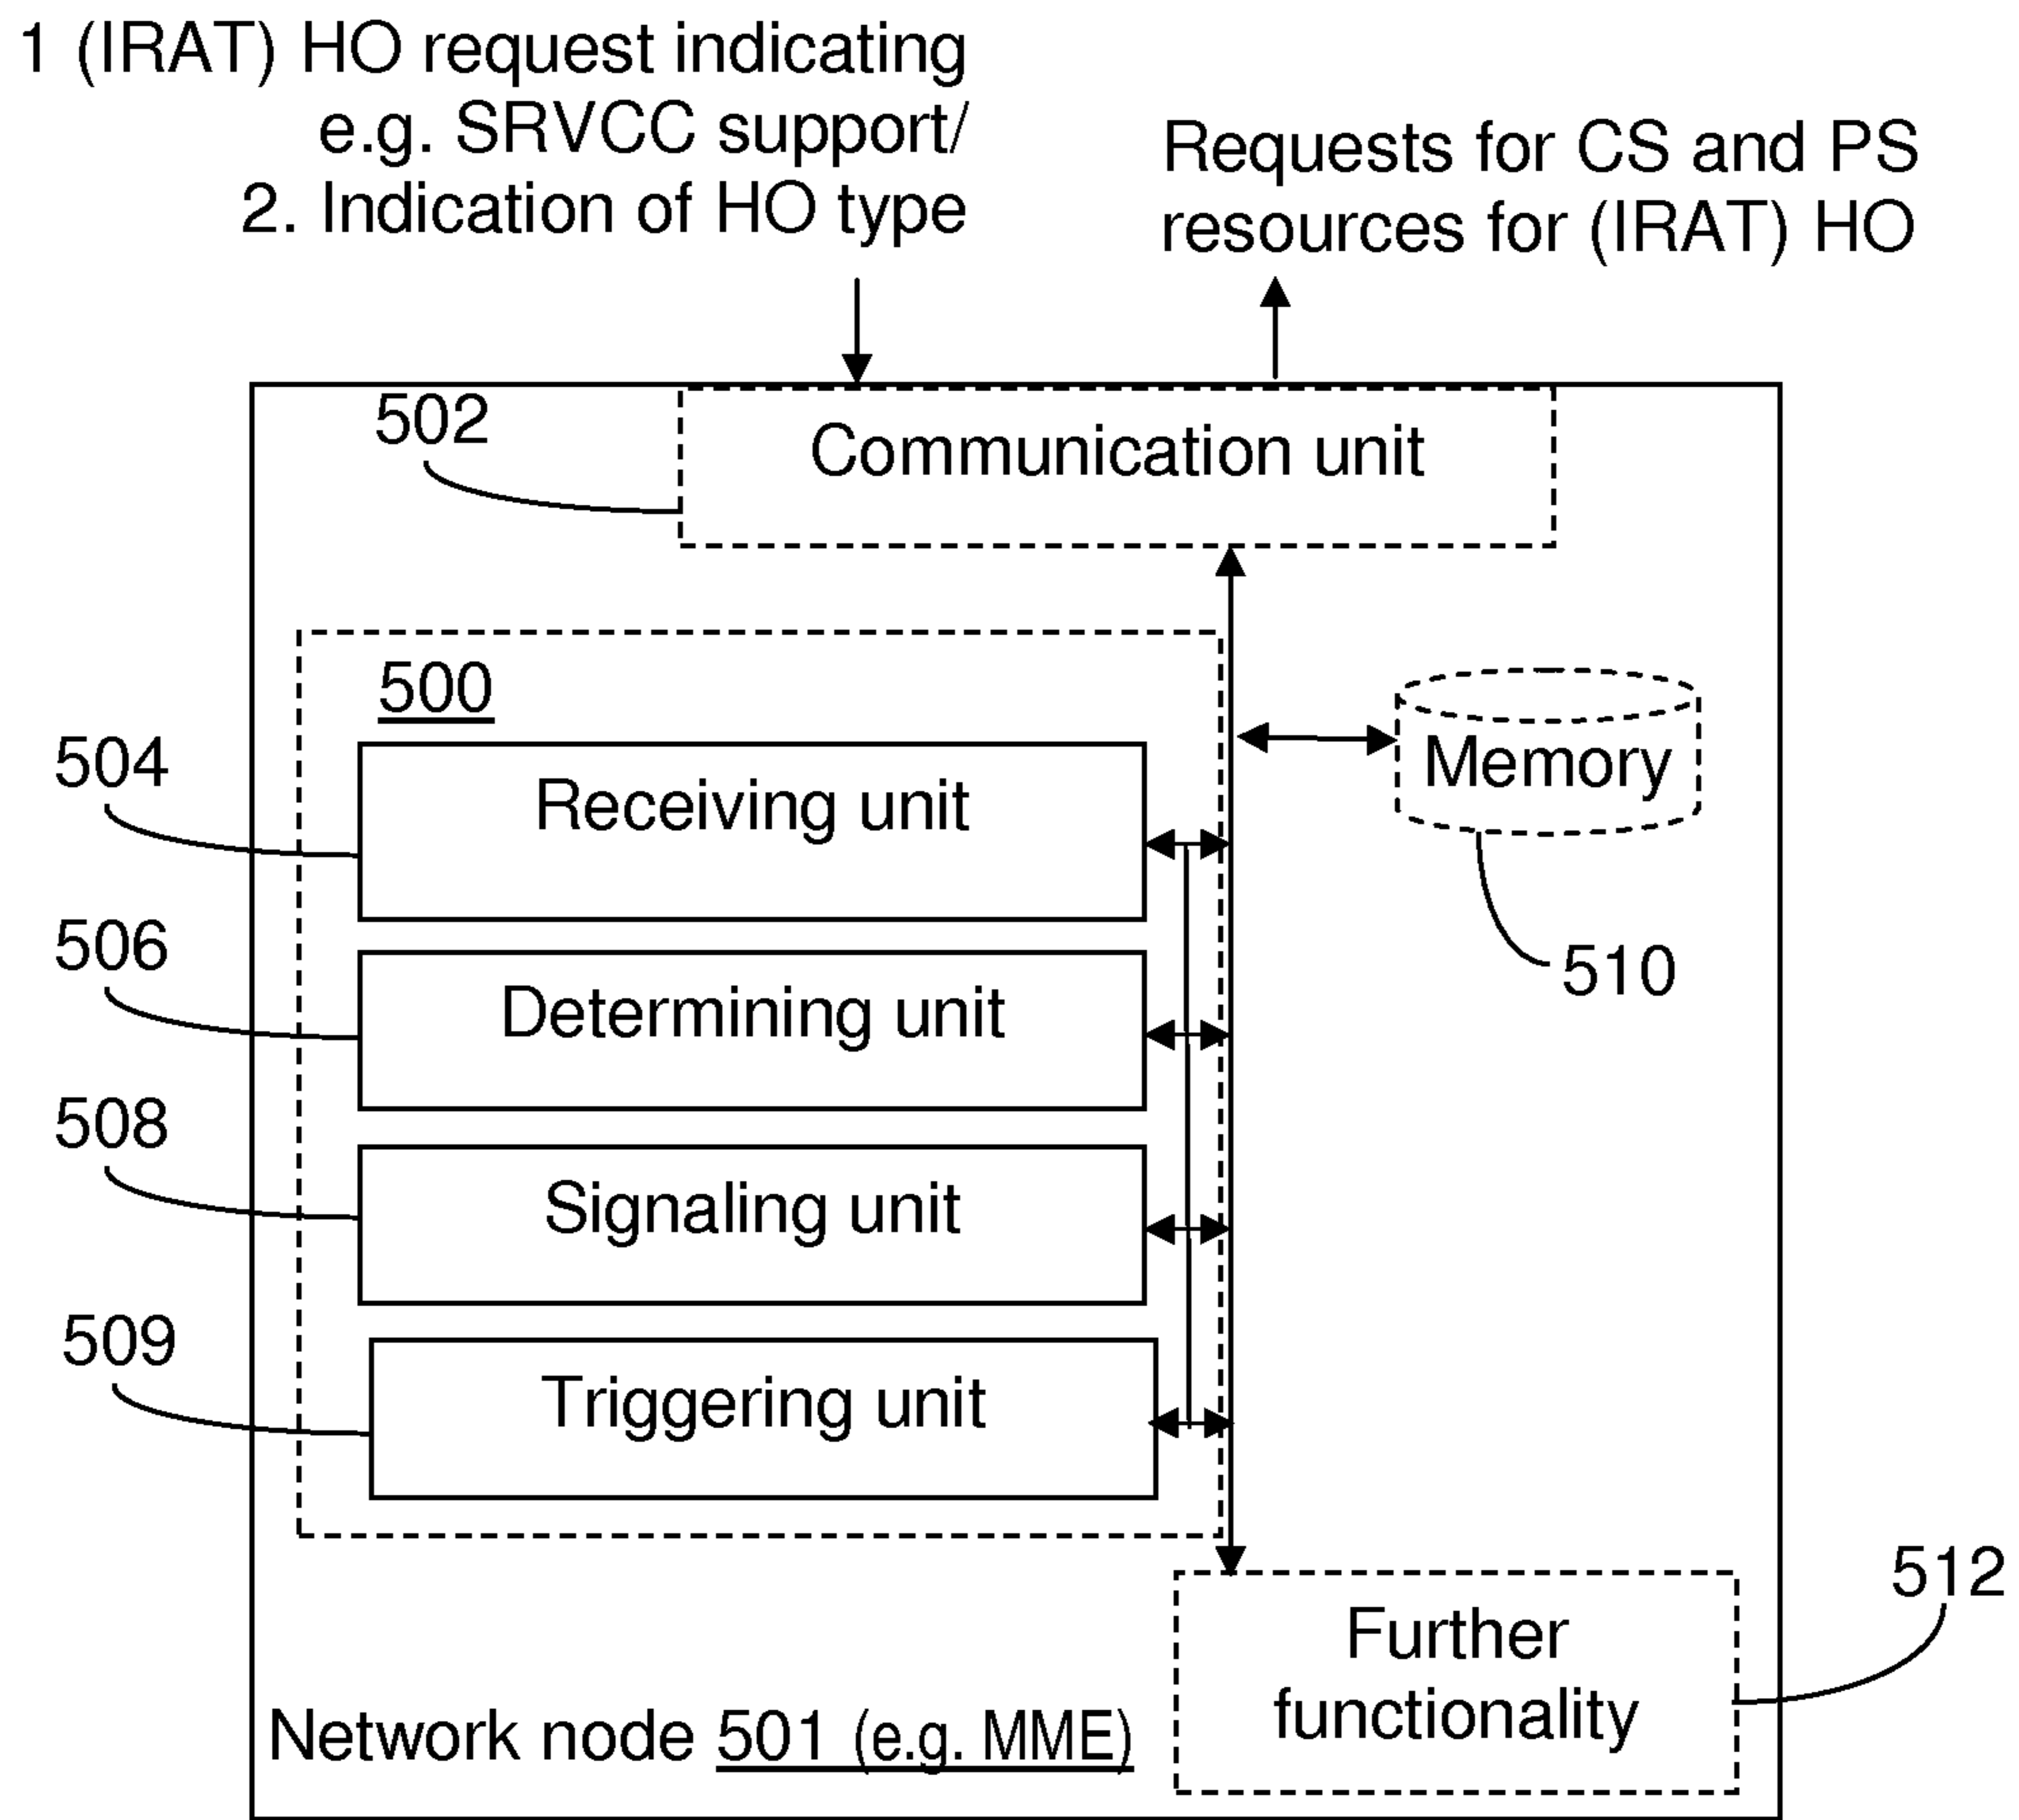 1 (IRAT) HO request indicating
e.g. SRVCC support/
2. Indication of HO type
Requests for CS and PS
resources for (IRAT) HO
502
Communication unit
500
504
Receiving unit
Memory
506
510
Determining unit
508
Signaling unit
509
Triggering unit
512
Further
functionality
Network node 501 (e.g. MME)